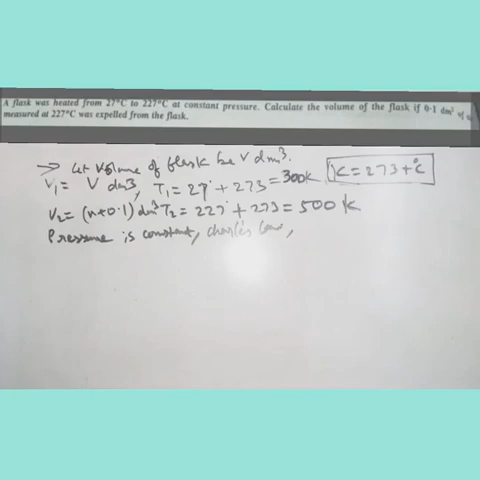 A flask was heated from 27°C to 227°C at constant pressure. Calculate the volume of the flask if 0·1 dm³ of
measured at 227°C was expelled from the flask.
→ Let volume of flask be V dm³.
V₁ = V dm³, T₁ = 27° + 273 = 300K. K = 273 + °C
V₂ = (v+0·1) dm³ T₂ = 227° + 273 = 500 K
Pressure is constant, charle's law,